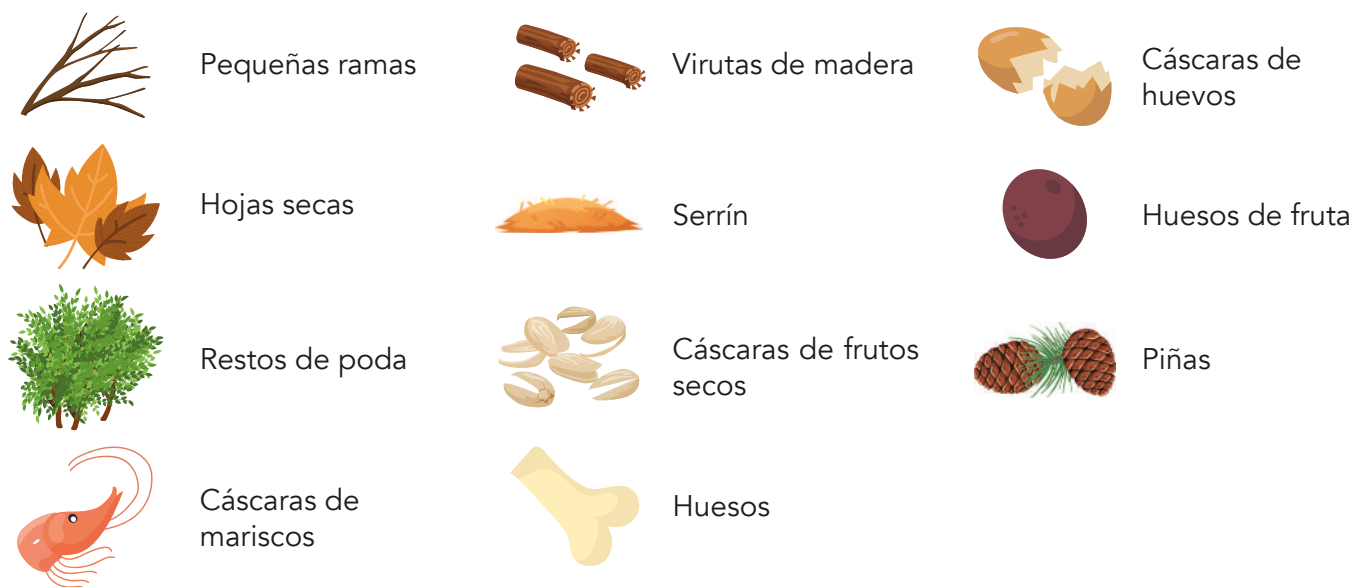 Pequeñas ramas
Virutas de madera
Cáscaras de
huevos
Hojas secas
Serrín
Huesos de fruta
Restos de poda
Cáscaras de frutos
secos
Piñas
Cáscaras de
mariscos
Huesos